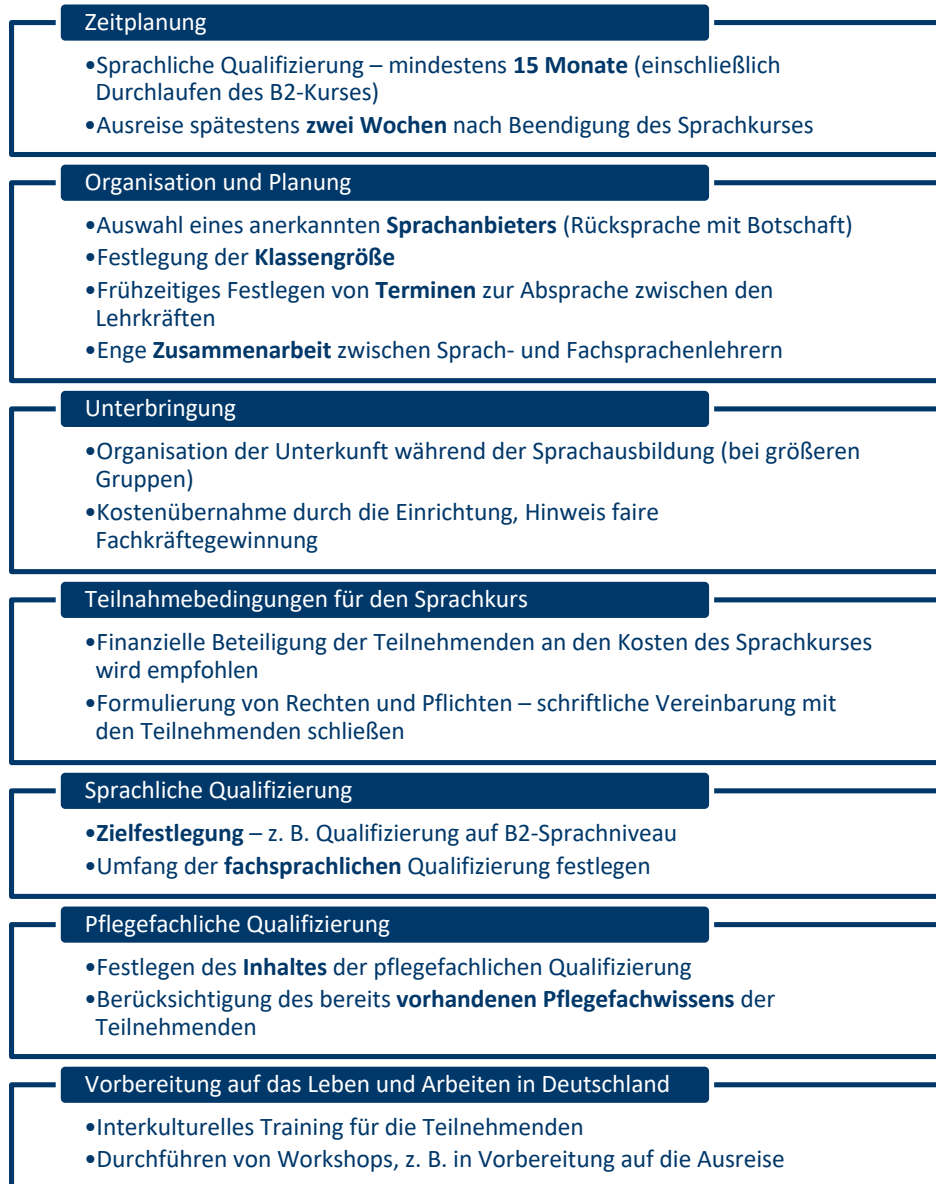 Zeitplanung
•Sprachliche Qualifizierung – mindestens 15 Monate (einschließlich
Durchlaufen des B2-Kurses)
•Ausreise spätestens zwei Wochen nach Beendigung des Sprachkurses
Organisation und Planung
•Auswahl eines anerkannten Sprachanbieters (Rücksprache mit Botschaft)
•Festlegung der Klassengröße
•Frühzeitiges Festlegen von Terminen zur Absprache zwischen den
Lehrkräften
•Enge Zusammenarbeit zwischen Sprach- und Fachsprachenlehrern
Unterbringung
•Organisation der Unterkunft während der Sprachausbildung (bei größeren
Gruppen)
•Kostenübernahme durch die Einrichtung, Hinweis faire
Fachkräftegewinnung
Teilnahmebedingungen für den Sprachkurs
•Finanzielle Beteiligung der Teilnehmenden an den Kosten des Sprachkurses
wird empfohlen
•Formulierung von Rechten und Pflichten – schriftliche Vereinbarung mit
den Teilnehmenden schließen
Sprachliche Qualifizierung
•Zielfestlegung – z. B. Qualifizierung auf B2-Sprachniveau
•Umfang der fachsprachlichen Qualifizierung festlegen
Pflegefachliche Qualifizierung
•Festlegen des Inhaltes der pflegefachlichen Qualifizierung
•Berücksichtigung des bereits vorhandenen Pflegefachwissens der
Teilnehmenden
Vorbereitung auf das Leben und Arbeiten in Deutschland
•Interkulturelles Training für die Teilnehmenden
•Durchführen von Workshops, z. B. in Vorbereitung auf die Ausreise